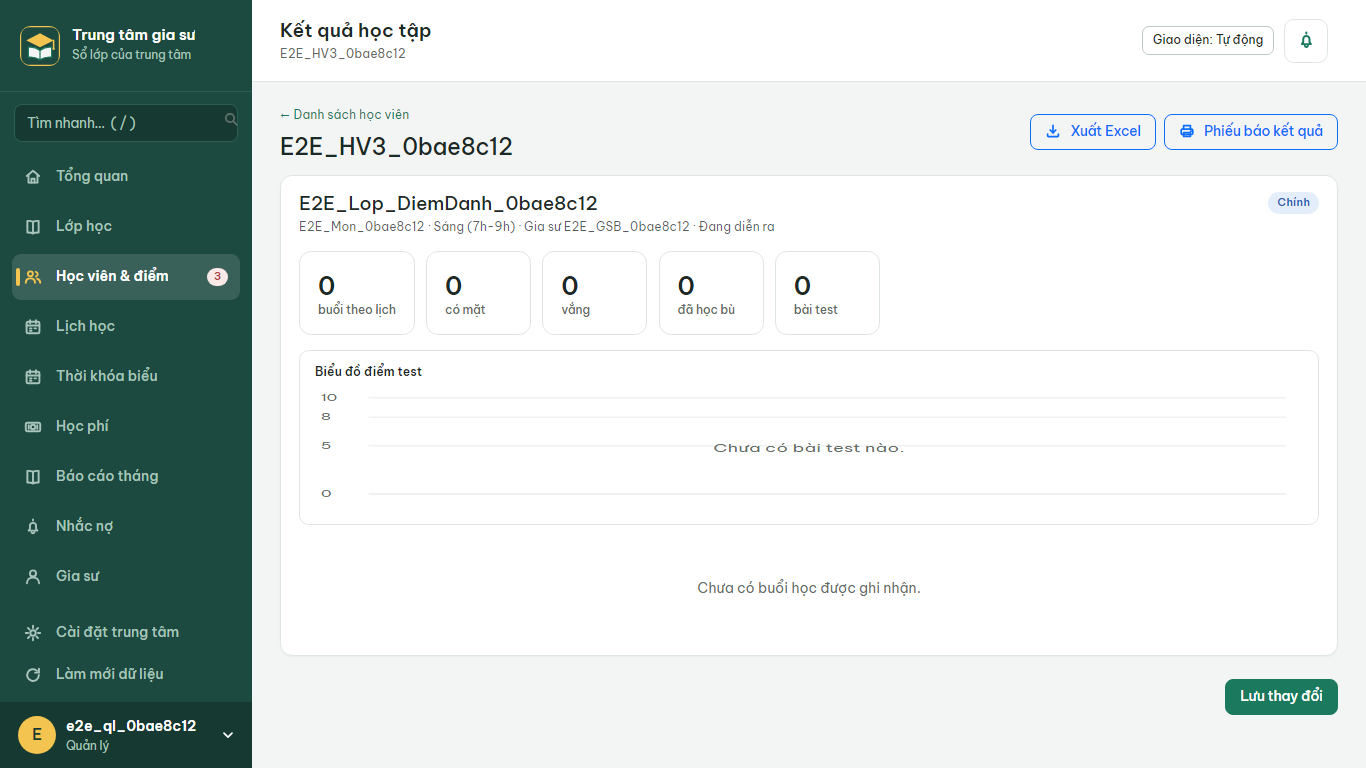 Trung tâm gia sư
Sổ lớp của trung tâm
Tìm nhanh... ( / )
Tổng quan
Lớp học
Học viên & điểm
3
Lịch học
Thời khóa biểu
Học phí
Báo cáo tháng
Nhắc nợ
Gia sư
Cài đặt trung tâm
Làm mới dữ liệu
E
e2e_ql_0bae8c12
Quản lý
Kết quả học tập
E2E_HV3_0bae8c12
Giao diện: Tự động
← Danh sách học viên
E2E_HV3_0bae8c12
Xuất Excel
Phiếu báo kết quả
E2E_Lop_DiemDanh_0bae8c12
Chính
E2E_Mon_0bae8c12 · Sáng (7h-9h) · Gia sư E2E_GSB_0bae8c12 · Đang diễn ra
0
buổi theo lịch
0
có mặt
0
vắng
0
đã học bù
0
bài test
Biểu đồ điểm test
10
8
5
0
Chưa có bài test nào.
Chưa có buổi học được ghi nhận.
Lưu thay đổi